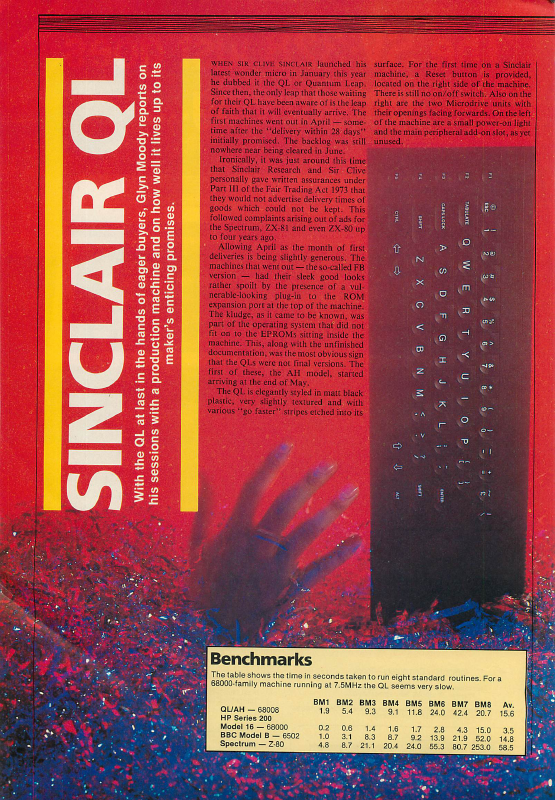 SINCLAIR QL
With the QL at last in the hands of eager buyers, Glyn Moody reports on
his sessions with a production machine and on how well it lives up to its
maker's enticing promises.
WHEN SIR CLIVE SINCLAIR launched his
latest wonder micro in January this year
he dubbed it the QL or Quantum Leap.
Since then, the only leap that those waiting
for their QL have been aware of is the leap
of faith that it will eventually arrive. The
first machines went out in April — some-
time after the "delivery within 28 days"
initially promised. The backlog was still
nowhere near being cleared in June.
Ironically, it was just around this time
that Sinclair Research and Sir Clive
personally gave written assurances under
Part III of the Fair Trading Act 1973 that
they would not advertise delivery times of
goods which could not be kept. This
followed complaints arising out of ads for
the Spectrum, ZX-81 and even ZX-80 up
to four years ago.
Allowing April as the month of first
deliveries is being slightly generous. The
machines that went out — the so-called FB
version — had their sleek good looks
rather spoilt by the presence of a vul-
nerable-looking plug-in to the ROM
expansion port at the top of the machine.
The kludge, as it came to be known, was
part of the operating system that did not
fit on to the EPROMs sitting inside the
machine. This, along with the unfinished
documentation, was the most obvious sign
that the QLs were not final versions. The
first of these, the AH model, started
arriving at the end of May.
The QL is elegantly styled in matt black
plastic, very slightly textured and with
various "go faster" stripes etched into its
surface. For the first time on a Sinclair
machine, a Reset button is provided,
located on the right side of the machine.
There is still no on/off switch. Also on the
right are the two Microdrive units with
their openings facing forwards. On the left
of the machine are a small power-on light
and the main peripheral add-on slot, as yet
unused.
F1 ESC 1 2 3 4 5 6 7 8 9 0
F2 TABULATE Q W E R T Y U I O P
F3 CAPS LOCK A S D F G H J K L ENTER
F4 SHIFT Z X C V B N M SHIFT
F5 CTRL ALT
Benchmarks
The table shows the time in seconds taken to run eight standard routines. For a
68000-family machine running at 7.5MHz the QL seems very slow.
BM1 BM2 BM3 BM4 BM5 BM6 BM7 BM8 Av.
QL/AH — 68008 1.9 5.4 9.3 9.1 11.8 24.0 42.4 20.7 15.6
HP Series 200
Model 16 — 68000 0.2 0.6 1.4 1.6 1.7 2.8 4.3 15.0 3.5
BBC Model B — 6502 1.0 3.1 8.3 8.7 9.2 13.9 21.9 52.0 14.8
Spectrum — Z-80 4.8 8.7 21.1 20.4 24.0 55.3 80.7 253.0 58.5